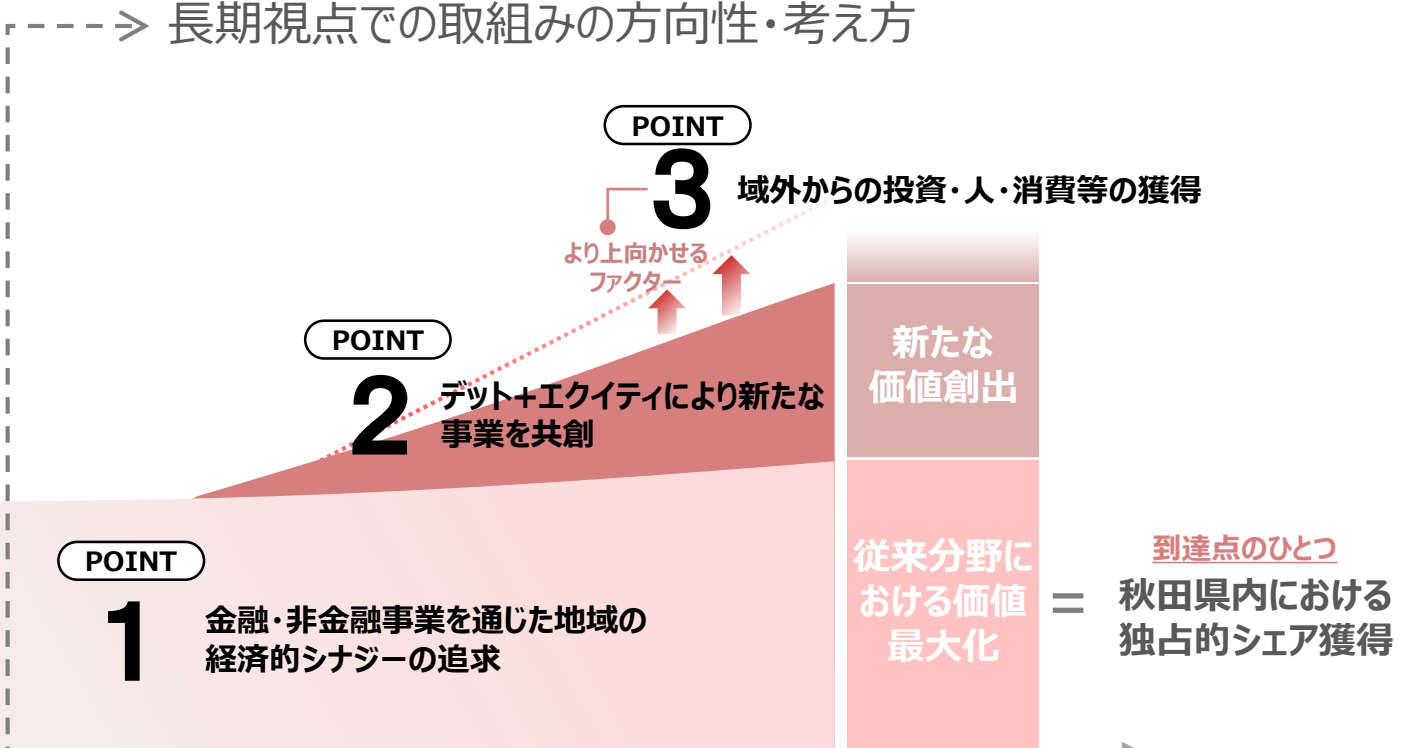 長期視点での取組みの方向性・考え方
POINT
3
域外からの投資・人・消費等の獲得
より上向かせる
ファクター
POINT
2
デット+エクイティにより新たな
事業を共創
新たな
価値創出
POINT
1
金融・非金融事業を通じた地域の
経済的シナジーの追求
従来分野に
おける価値
最大化
=
到達点のひとつ
秋田県内における
独占的シェア獲得